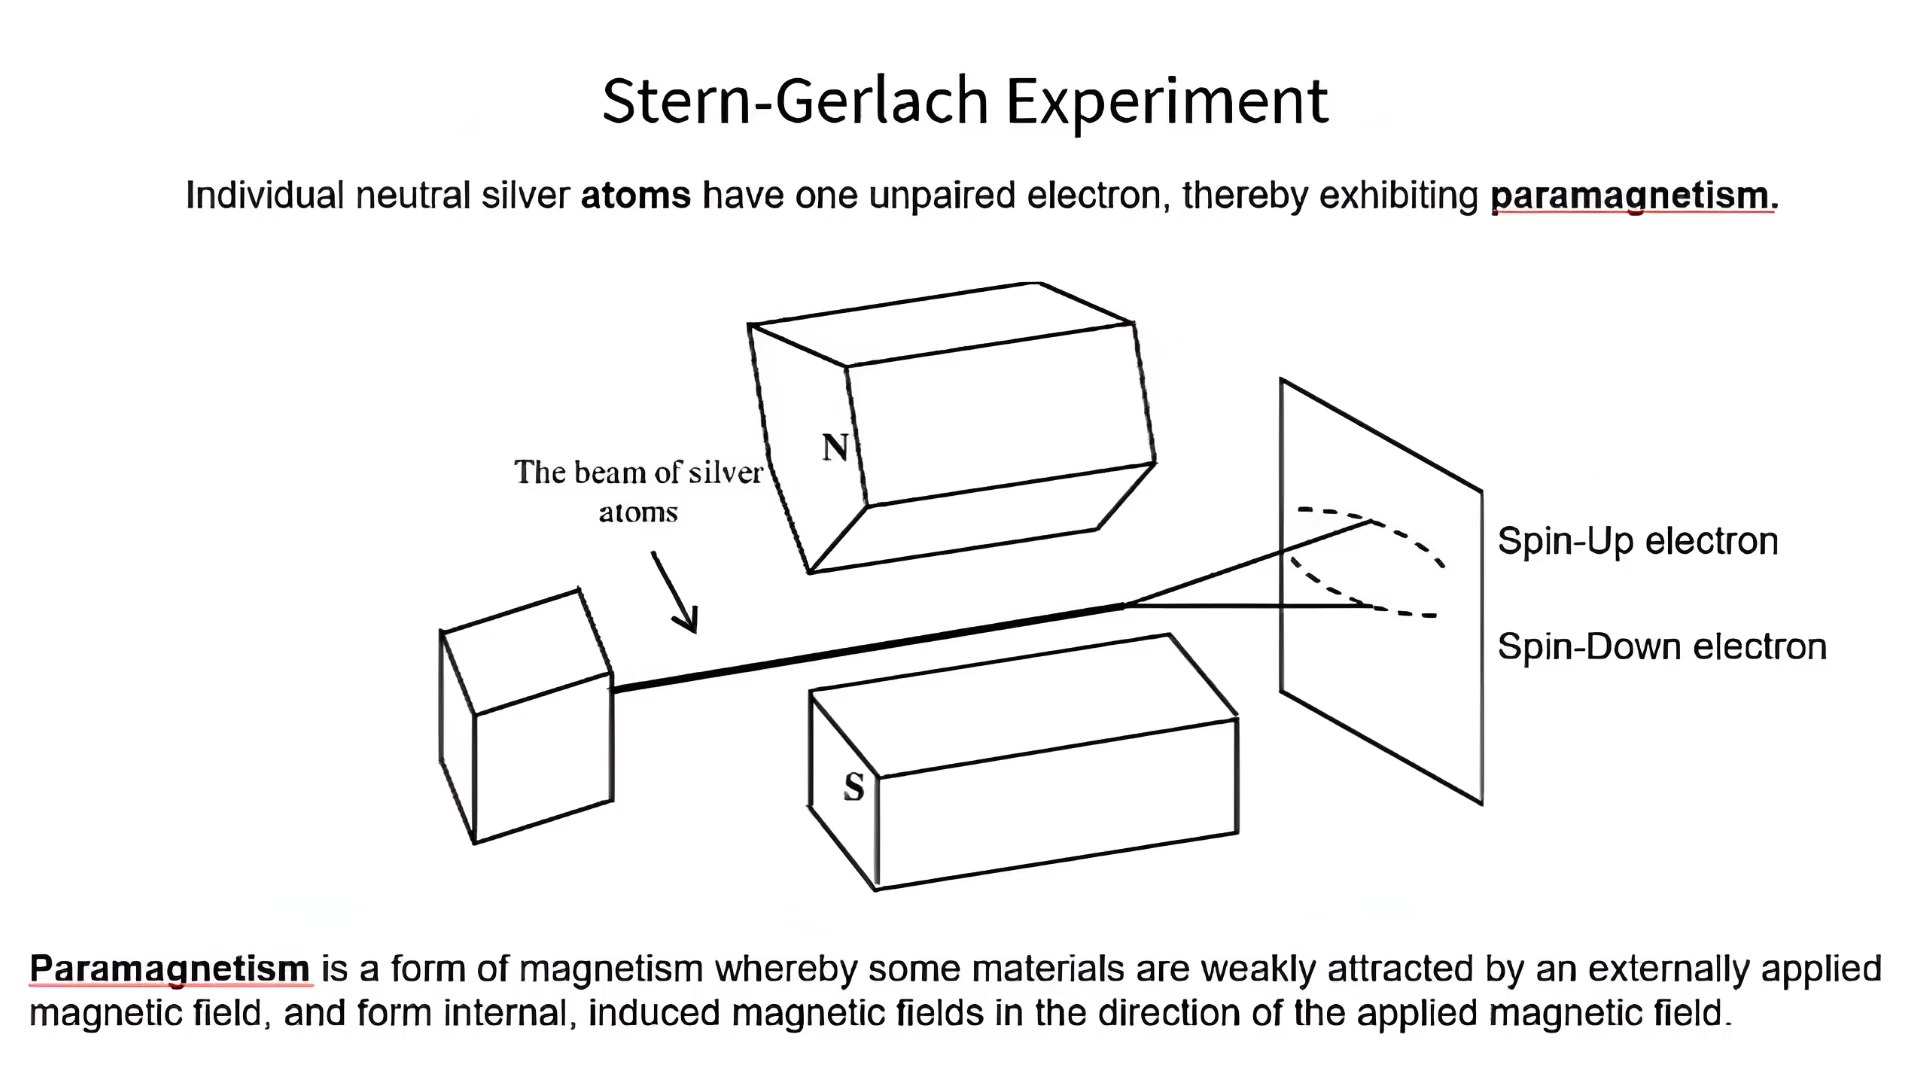 Stern-Gerlach Experiment
Individual neutral silver atoms have one unpaired electron, thereby exhibiting paramagnetism.
N
The beam of silver
atoms
Spin-Up electron
Spin-Down electron
S
Paramagnetism is a form of magnetism whereby some materials are weakly attracted by an externally applied
magnetic field, and form internal, induced magnetic fields in the direction of the applied magnetic field.